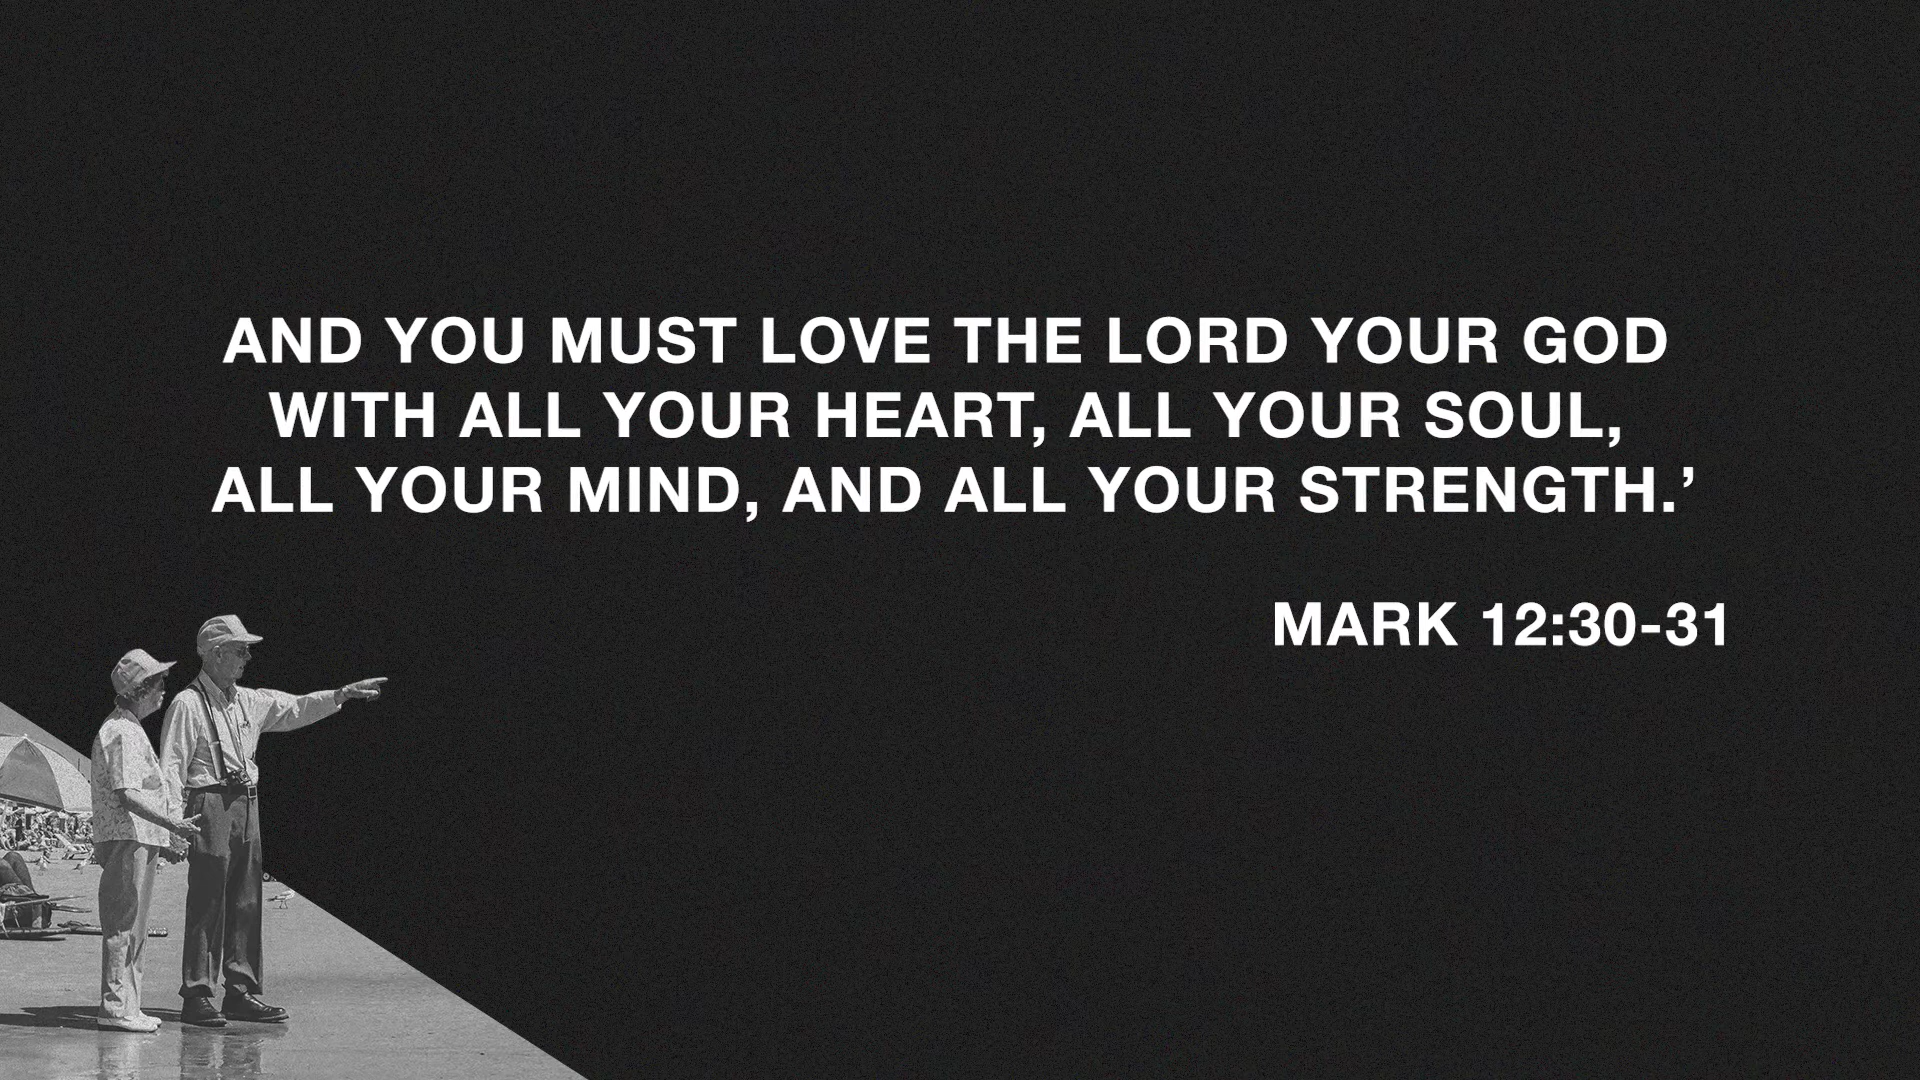 AND YOU MUST LOVE THE LORD YOUR GOD
WITH ALL YOUR HEART, ALL YOUR SOUL,
ALL YOUR MIND, AND ALL YOUR STRENGTH.’
MARK 12:30-31